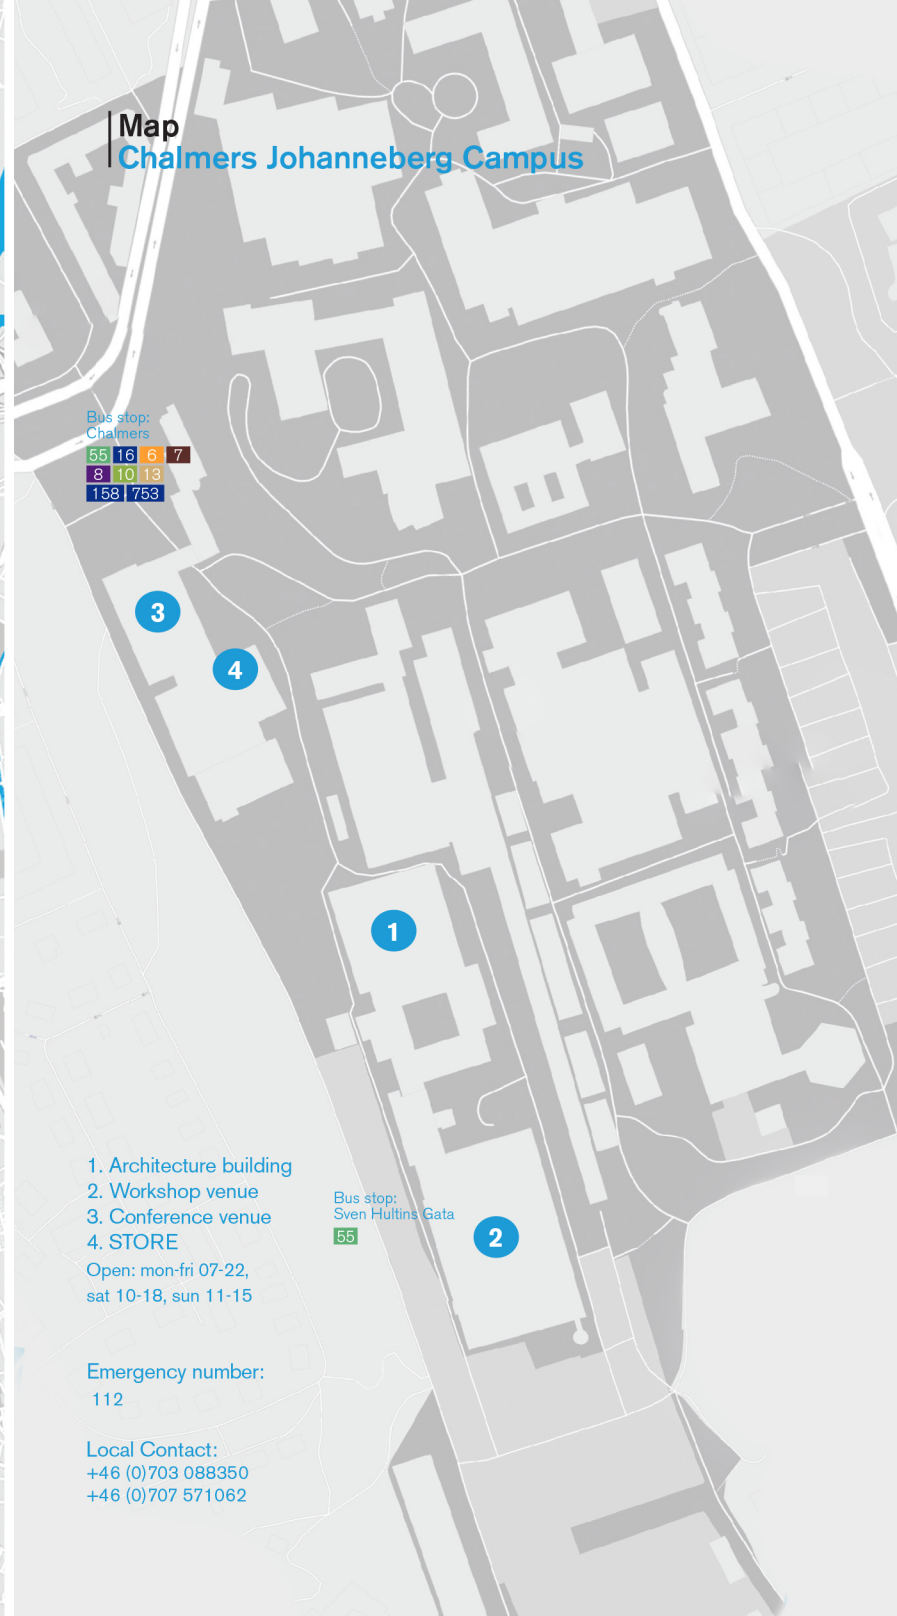 Map
Chalmers Johanneberg Campus
Bus stop:
Chalmers
55 16 6 7
8 10 13
158 753
3
4
1
1. Architecture building
2. Workshop venue
3. Conference venue
4. STORE
Open: mon-fri 07-22,
sat 10-18, sun 11-15
Bus stop:
Sven Hultins Gata
55
2
Emergency number:
112
Local Contact:
+46 (0)703 088350
+46 (0)707 571062